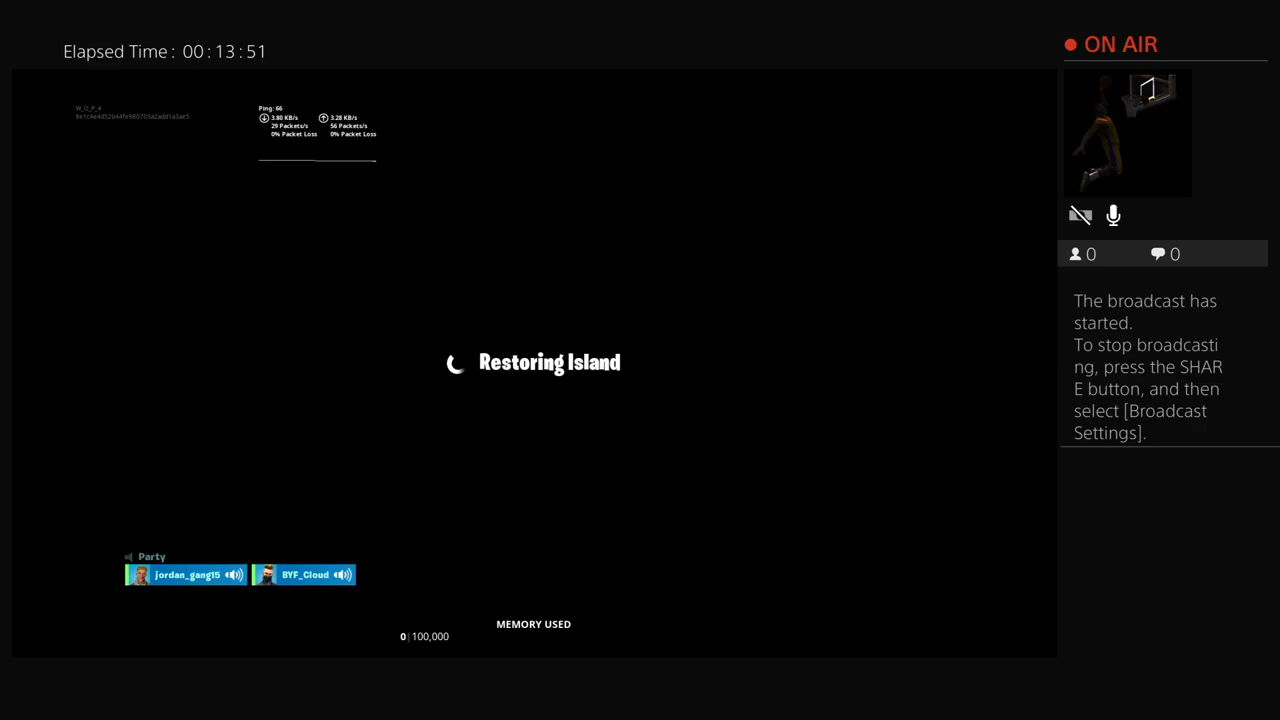 Elapsed Time : 00:13:51
ON AIR
W_O_P_4
Ping: 66
3.80 KB/s
3.28 KB/s
29 Packets/s
56 Packets/s
0% Packet Loss
0% Packet Loss
0
0
The broadcast has
started.
To stop broadcasti
ng, press the SHAR
E button, and then
select [Broadcast
Settings].
Restoring Island
Party
jordan_gang15
BYF_Cloud
MEMORY USED
0|100,000